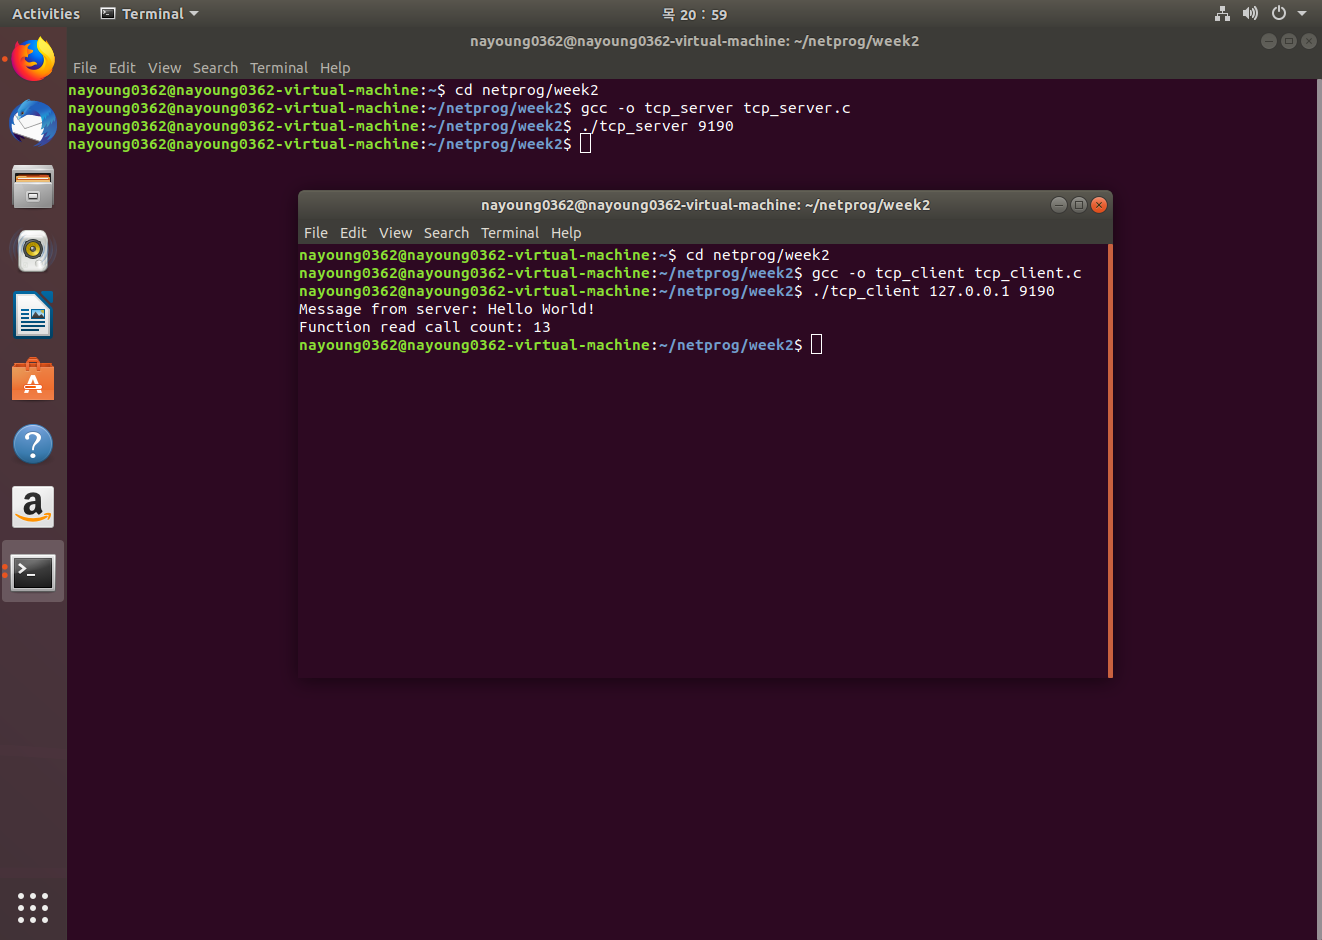 Activities Terminal 목 20 : 59
nayoung0362@nayoung0362-virtual-machine: ~/netprog/week2
File Edit View Search Terminal Help
nayoung0362@nayoung0362-virtual-machine:~$ cd netprog/week2
nayoung0362@nayoung0362-virtual-machine:~/netprog/week2$ gcc -o tcp_server tcp_server.c
nayoung0362@nayoung0362-virtual-machine:~/netprog/week2$ ./tcp_server 9190
nayoung0362@nayoung0362-virtual-machine:~/netprog/week2$
nayoung0362@nayoung0362-virtual-machine: ~/netprog/week2
File Edit View Search Terminal Help
nayoung0362@nayoung0362-virtual-machine:~$ cd netprog/week2
nayoung0362@nayoung0362-virtual-machine:~/netprog/week2$ gcc -o tcp_client tcp_client.c
nayoung0362@nayoung0362-virtual-machine:~/netprog/week2$ ./tcp_client 127.0.0.1 9190
Message from server: Hello World!
Function read call count: 13
nayoung0362@nayoung0362-virtual-machine:~/netprog/week2$